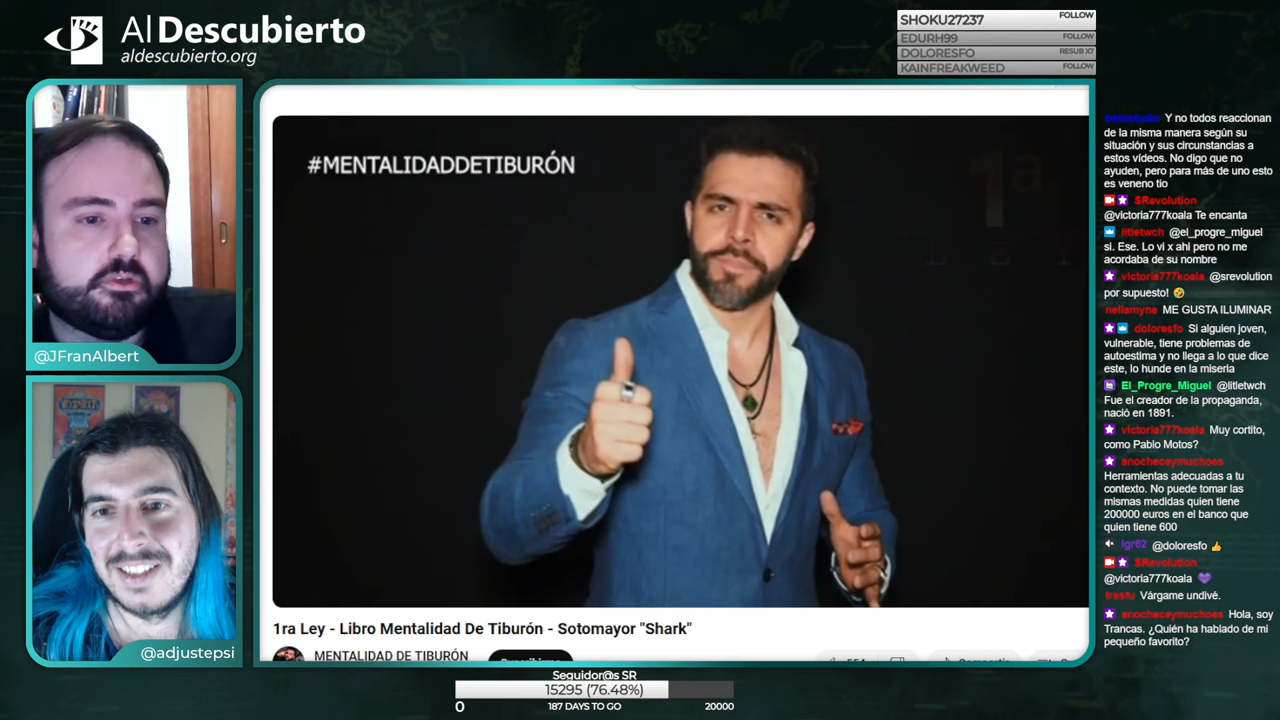 Al Descubierto
aldescubierto.org
SHOKU27237 FOLLOW
EDURH99 FOLLOW
DOLORESFO RESUB X7
KAINFREAKWEED FOLLOW
@JFranAlbert
@adjustepsi
#MENTALIDADDETIBURÓN
1a
LEY
1ra Ley - Libro Mentalidad De Tiburón - Sotomayor "Shark"
MENTALIDAD DE TIBURÓN
Y no todos reaccionan
de la misma manera según su
situación y sus circunstancias a
estos vídeos. No digo que no
ayuden, pero para más de uno esto
es veneno tio
SRevolution
@victoria777koala Te encanta
litletwch @el_progre_miguel
si. Ese. Lo vi x ahi pero no me
acordaba de su nombre
victoria777koala @srevolution
por supuesto! 🤣
neliamyne ME GUSTA ILUMINAR
doloresfo Si alguien joven,
vulnerable, tiene problemas de
autoestima y no llega a lo que dice
este, lo hunde en la miseria
El_Progre_Miguel @litletwch
Fue el creador de la propaganda,
nació en 1891.
victoria777koala Muy cortito,
como Pablo Motos?
anocheceymuchoes
Herramientas adecuadas a tu
contexto. No puede tomar las
mismas medidas quien tiene
200000 euros en el banco que
quien tiene 600
igr62 @doloresfo 👍
SRevolution
@victoria777koala 💜
trasfu Várgame undivé.
anocheceymuchoes Hola, soy
Trancas. ¿Quién ha hablado de mi
pequeño favorito?
Seguidor@s SR
15295 (76.48%)
0 187 DAYS TO GO 20000